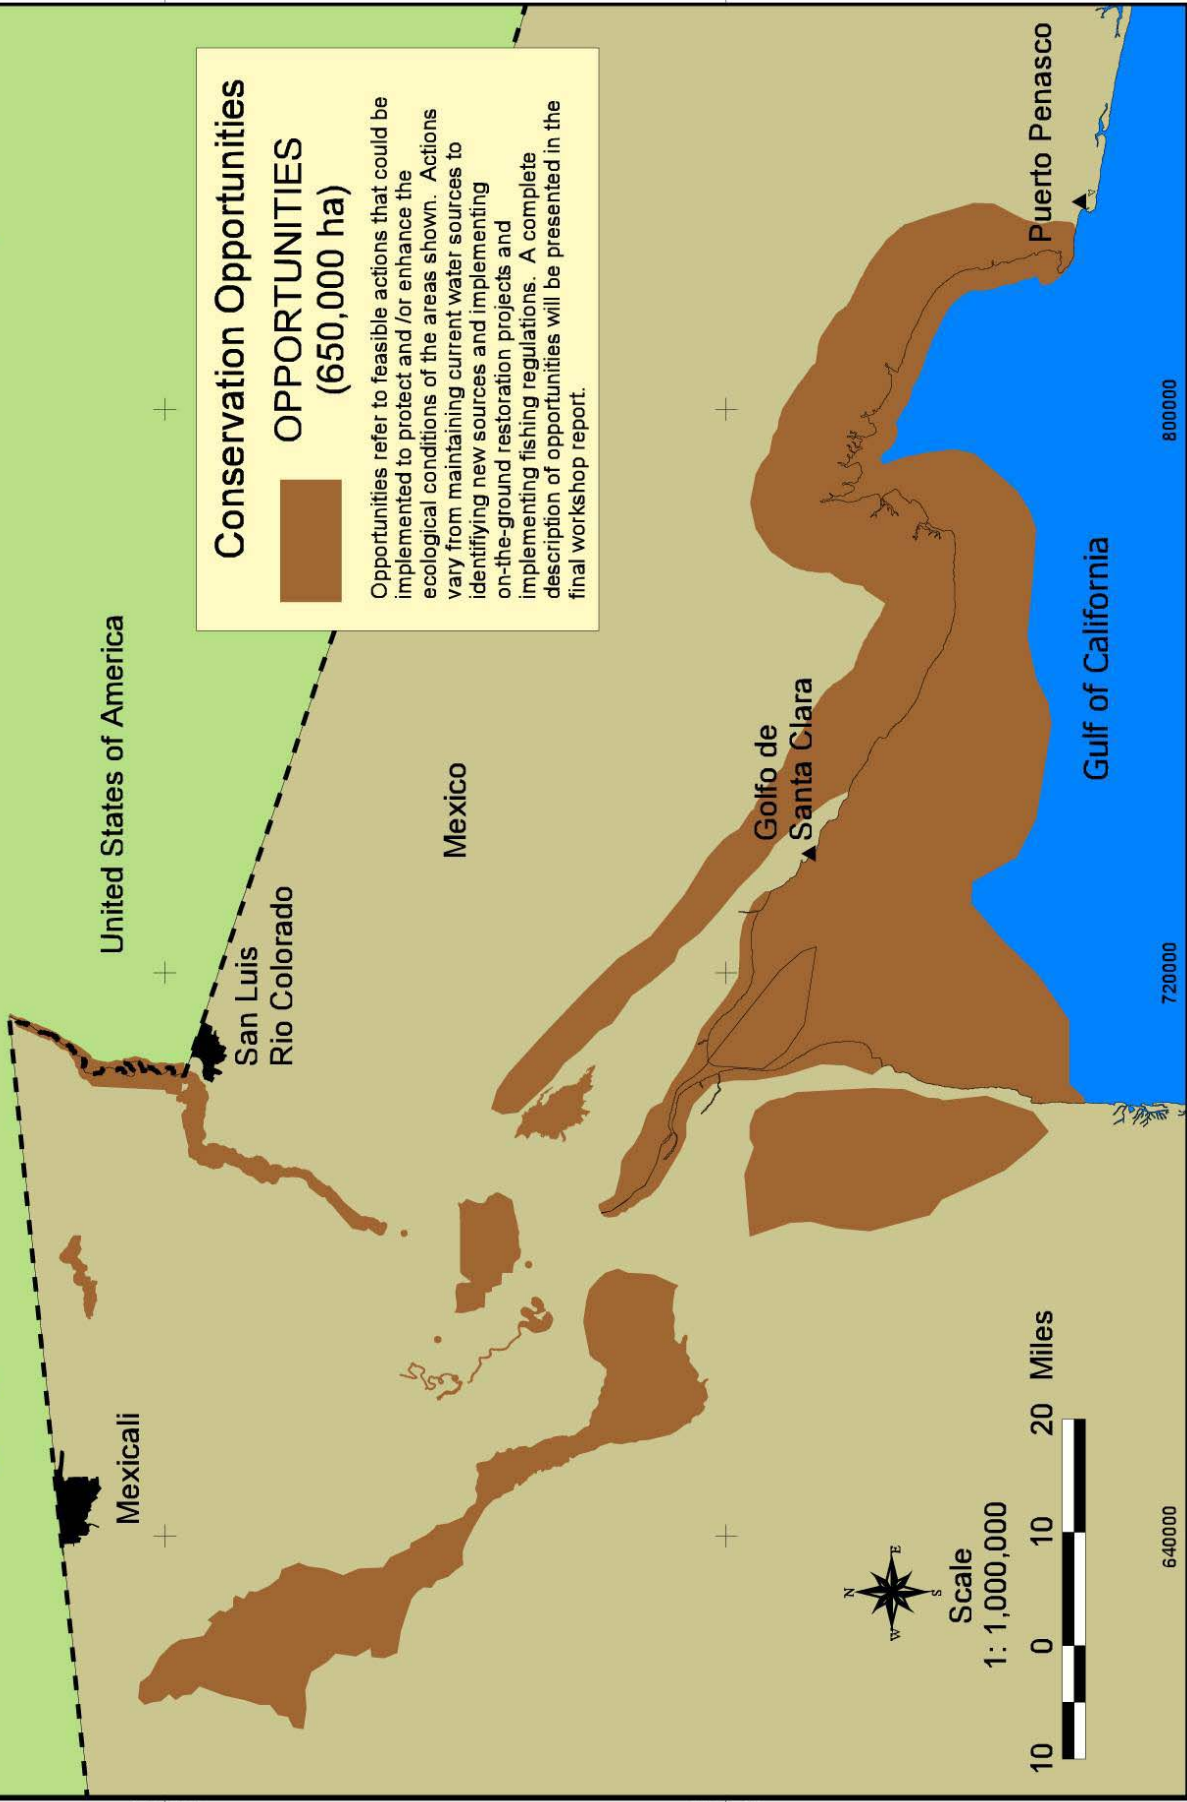 Conservation Opportunities
OPPORTUNITIES
(650,000 ha)
Opportunities refer to feasible actions that could be
implemented to protect and /or enhance the
ecological conditions of the areas shown. Actions
vary from maintaining current water sources to
identifiying new sources and implementing
on-the-ground restoration projects and
implementing fishing regulations. A complete
description of opportunities will be presented in the
final workshop report.
United States of America
Mexicali
San Luis
Rio Colorado
Mexico
Golfo de
Santa Clara
Puerto Penasco
Gulf of California
N
W
E
S
Scale
1: 1,000,000
10 0 10 20 Miles
640000
720000
800000